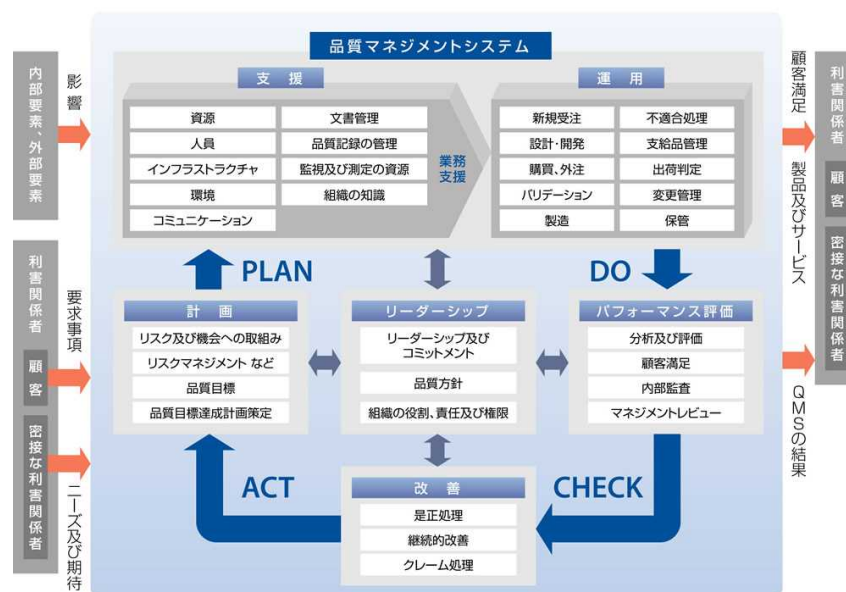 品質マネジメントシステム
内部要素、外部要素
影響
支援
資源
人員
インフラストラクチャ
環境
コミュニケーション
文書管理
品質記録の管理
監視及び測定の資源
組織の知識
業務
支援
運用
新規受注
設計・開発
購買、外注
バリデーション
製造
不適合処理
支給品管理
出荷判定
変更管理
保管
顧客満足
製品及びサービス
利害関係者
顧客
密接な利害関係者
PLAN
DO
利害関係者
顧客
密接な利害関係者
要求事項
ニーズ及び期待
計画
リスク及び機会への取組み
リスクマネジメント など
品質目標
品質目標達成計画策定
リーダーシップ
リーダーシップ及び
コミットメント
品質方針
組織の役割、責任及び権限
パフォーマンス評価
分析及び評価
顧客満足
内部監査
マネジメントレビュー
QMSの結果
ACT
CHECK
改善
是正処理
継続的改善
クレーム処理